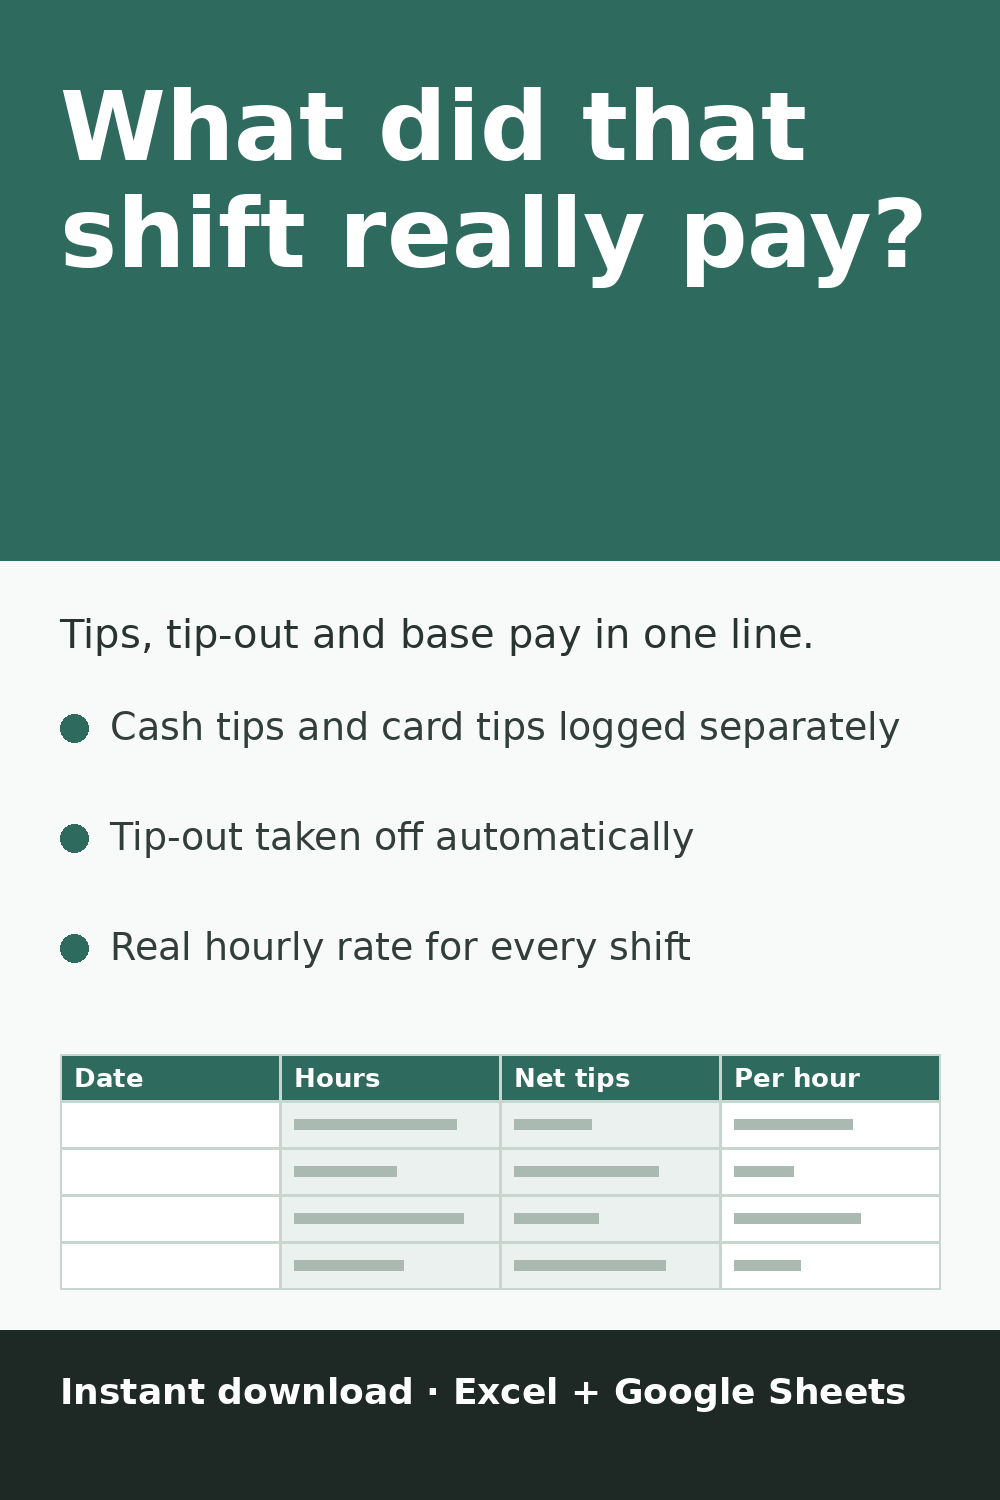 What did that
shift really pay?
Tips, tip-out and base pay in one line.
Cash tips and card tips logged separately
Tip-out taken off automatically
Real hourly rate for every shift
Date Hours Net tips Per hour
Instant download · Excel + Google Sheets